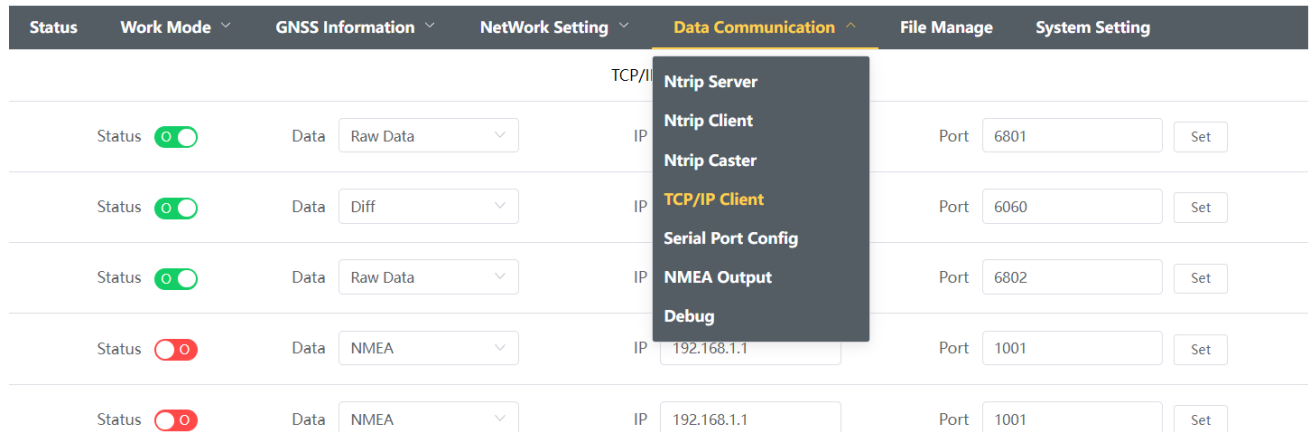 Status Work Mode GNSS Information NetWork Setting Data Communication File Manage System Setting
TCP/I
Ntrip Server
Ntrip Client
Ntrip Caster
TCP/IP Client
Serial Port Config
NMEA Output
Debug
Status Data Raw Data IP Port 6801 Set
Status Data Diff IP Port 6060 Set
Status Data Raw Data IP Port 6802 Set
Status Data NMEA IP 192.168.1.1 Port 1001 Set
Status Data NMEA IP 192.168.1.1 Port 1001 Set